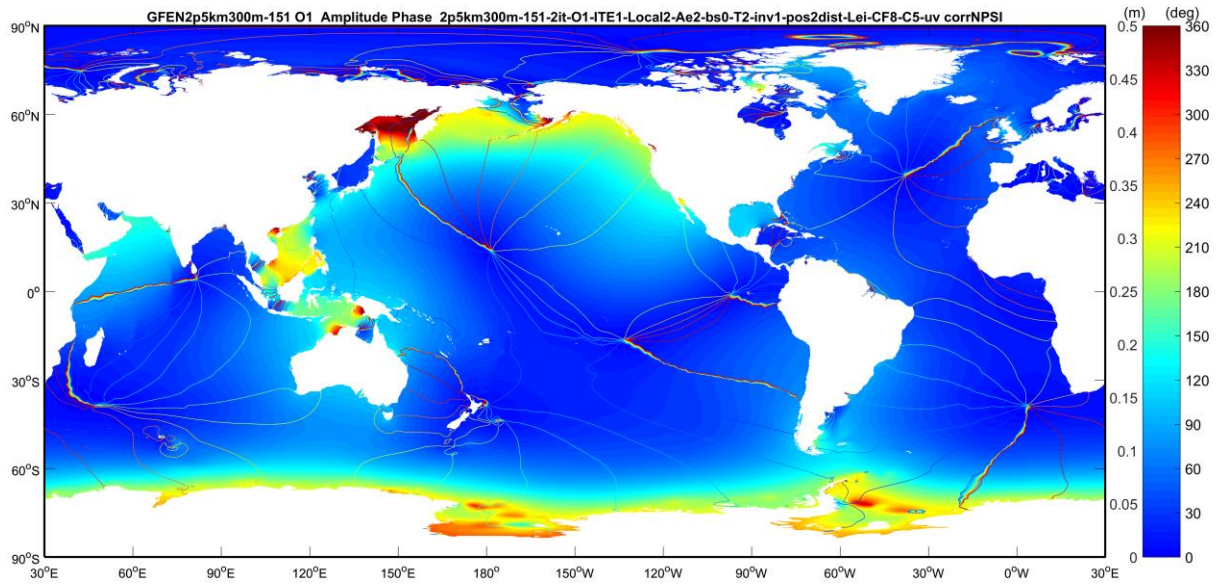 GFEN2p5km300m-151 O1 Amplitude Phase 2p5km300m-151-2it-O1-ITE1-Local2-Ae2-bs0-T2-inv1-pos2dist-Lei-CF8-C5-uv corrNPSI
(m) (deg)
90°N 0.5 360
0.45 330
60°N 0.4 300
0.35 270
240
30°N 0.3 210
0° 0.25 180
0.2 150
30°S 120
0.15 90
60°S 0.1 60
0.05 30
90°S 0 0
30°E 60°E 90°E 120°E 150°E 180° 150°W 120°W 90°W 60°W 30°W 0° 30°E